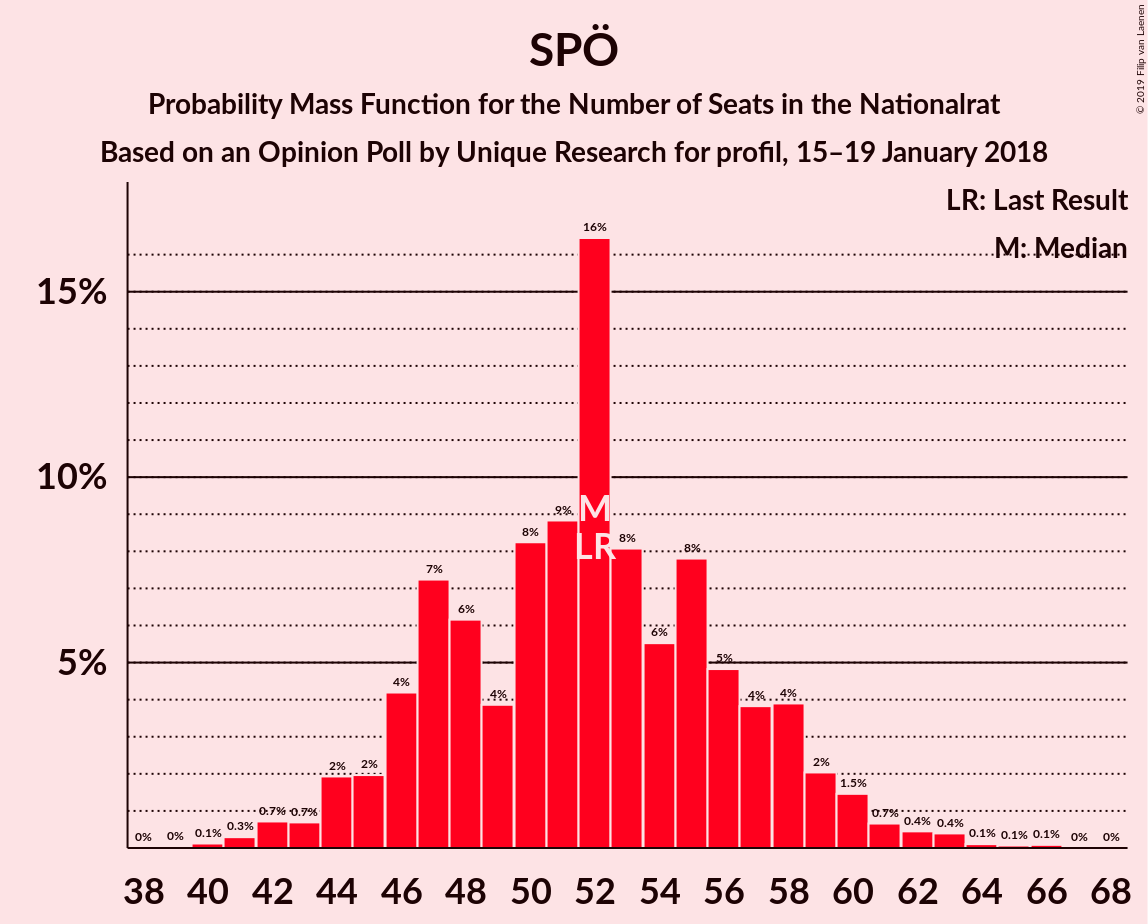 SPÖ
Probability Mass Function for the Number of Seats in the Nationalrat
Based on an Opinion Poll by Unique Research for profil, 15–19 January 2018
© 2019 Filip van Laenen
LR: Last Result
M: Median
15%
10%
5%
0% 0% 0.1% 0.3% 0.7% 0.7% 2% 2% 4% 7% 6% 4% 8% 9% 16% 8% 6% 8% 5% 4% 4% 2% 1.5% 0.7% 0.4% 0.4% 0.1% 0.1% 0.1% 0% 0%
M
LR
38 40 42 44 46 48 50 52 54 56 58 60 62 64 66 68